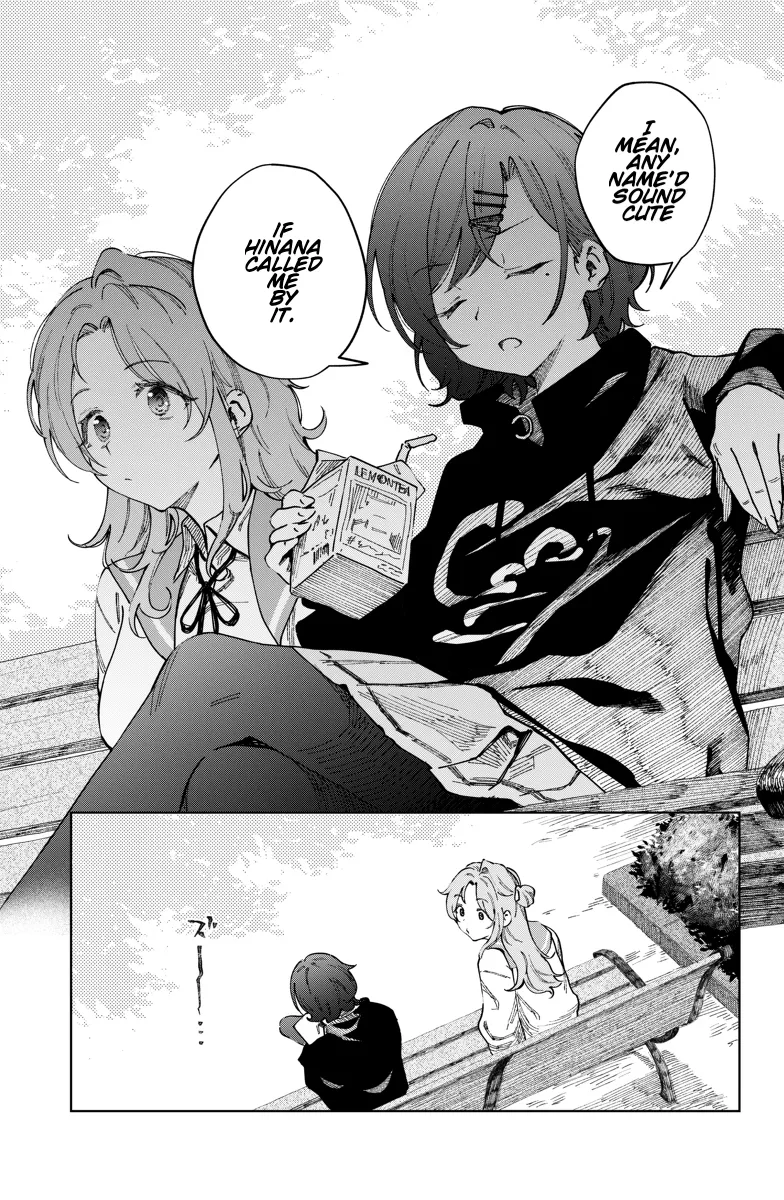 I
MEAN,
ANY
NAME'D
SOUND
CUTE
IF
HINANA
CALLED
ME
BY
IT.
LEMONTEA
ズ